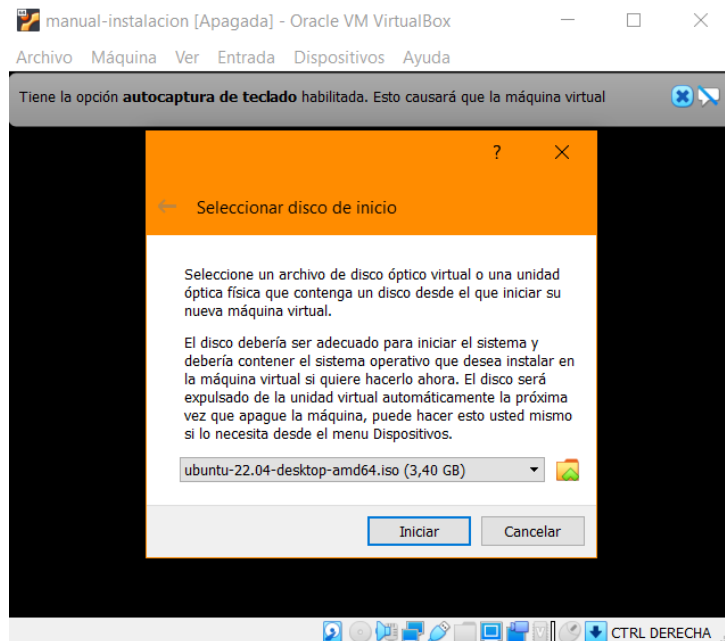 manual-instalacion [Apagada] - Oracle VM VirtualBox
Archivo Máquina Ver Entrada Dispositivos Ayuda
Tiene la opción autocaptura de teclado habilitada. Esto causará que la máquina virtual
?
Seleccionar disco de inicio
Seleccione un archivo de disco óptico virtual o una unidad
óptica física que contenga un disco desde el que iniciar su
nueva máquina virtual.
El disco debería ser adecuado para iniciar el sistema y
debería contener el sistema operativo que desea instalar en
la máquina virtual si quiere hacerlo ahora. El disco será
expulsado de la unidad virtual automáticamente la próxima
vez que apague la máquina, puede hacer esto usted mismo
si lo necesita desde el menu Dispositivos.
ubuntu-22.04-desktop-amd64.iso (3,40 GB)
Iniciar Cancelar
CTRL DERECHA